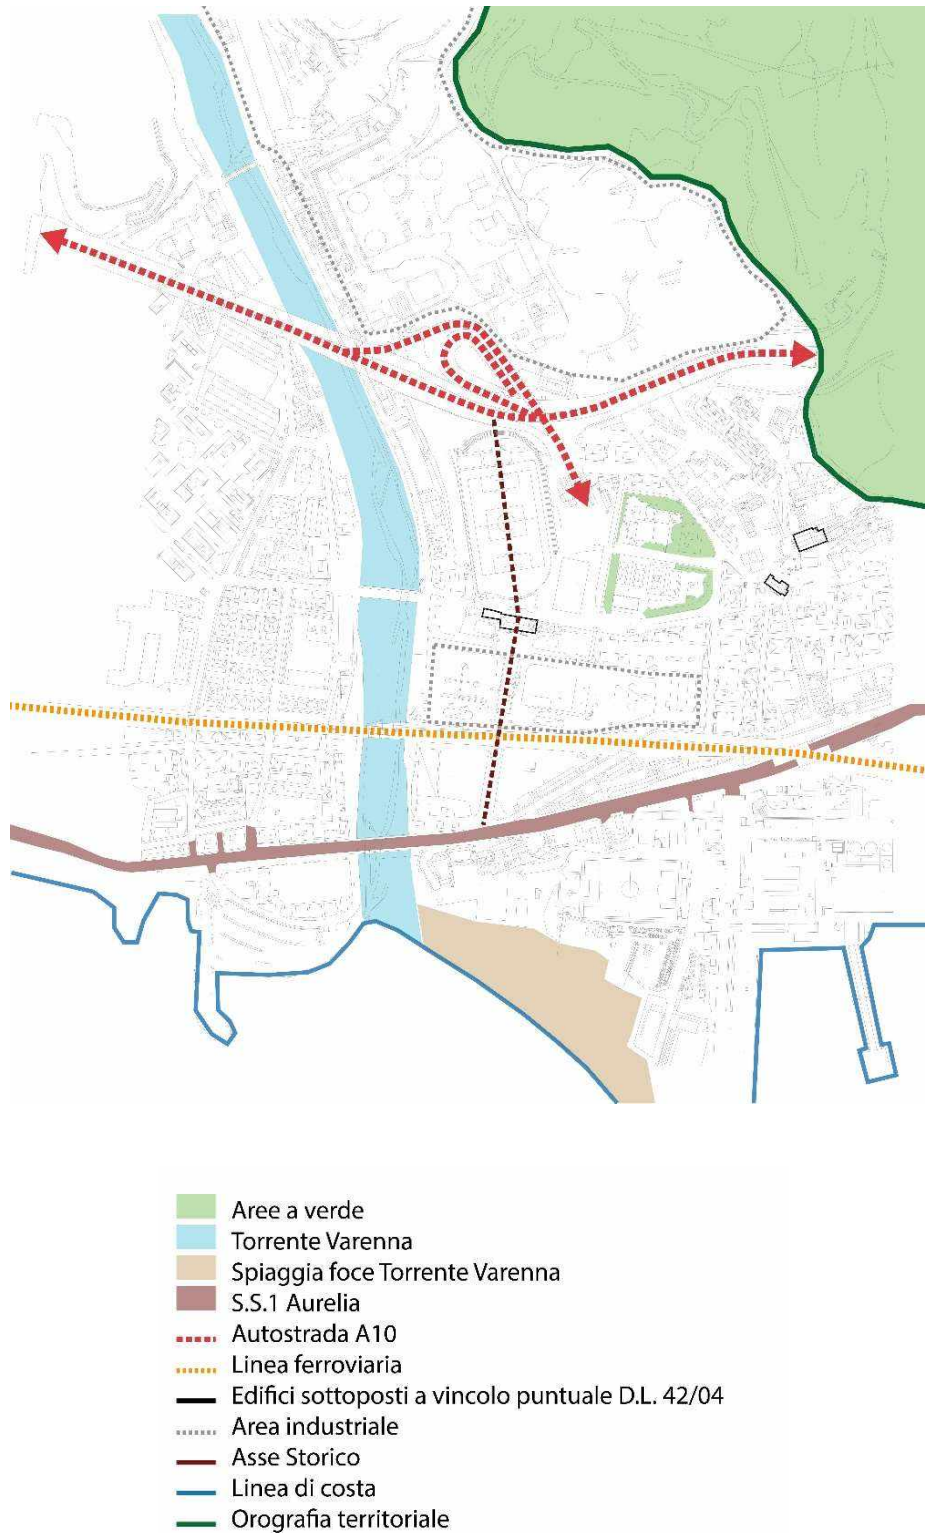 Aree a verde
Torrente Varenna
Spiaggia foce Torrente Varenna
S.S.1 Aurelia
Autostrada A10
Linea ferroviaria
Edifici sottoposti a vincolo puntuale D.L. 42/04
Area industriale
Asse Storico
Linea di costa
Orografia territoriale